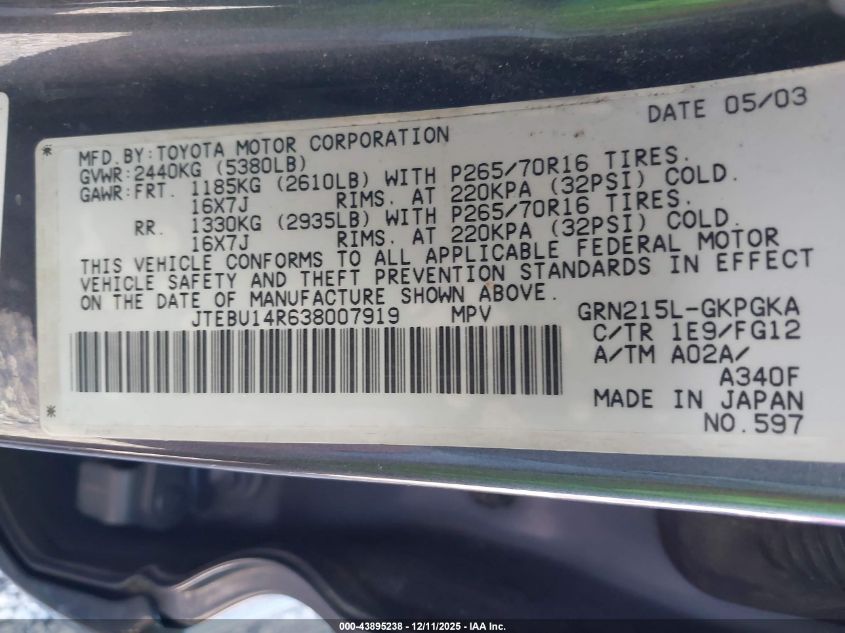 DATE 05/03
MFD. BY: TOYOTA MOTOR CORPORATION
GVWR: 2440KG (5380LB)
GAWR: FRT. 1185KG (2610LB) WITH P265/70R16 TIRES.
16X7J RIMS. AT 220KPA (32PSI) COLD.
RR. 1330KG (2935LB) WITH P265/70R16 TIRES.
16X7J RIMS. AT 220KPA (32PSI) COLD.
THIS VEHICLE CONFORMS TO ALL APPLICABLE FEDERAL MOTOR
VEHICLE SAFETY AND THEFT PREVENTION STANDARDS IN EFFECT
ON THE DATE OF MANUFACTURE SHOWN ABOVE.
JTEBU14R638007919 MPV
GRN215L-GKPGKA
C/TR 1E9/FG12
A/TM A02A/
A340F
MADE IN JAPAN
NO.597
000-43895238 - 12/11/2025 - IAA Inc.